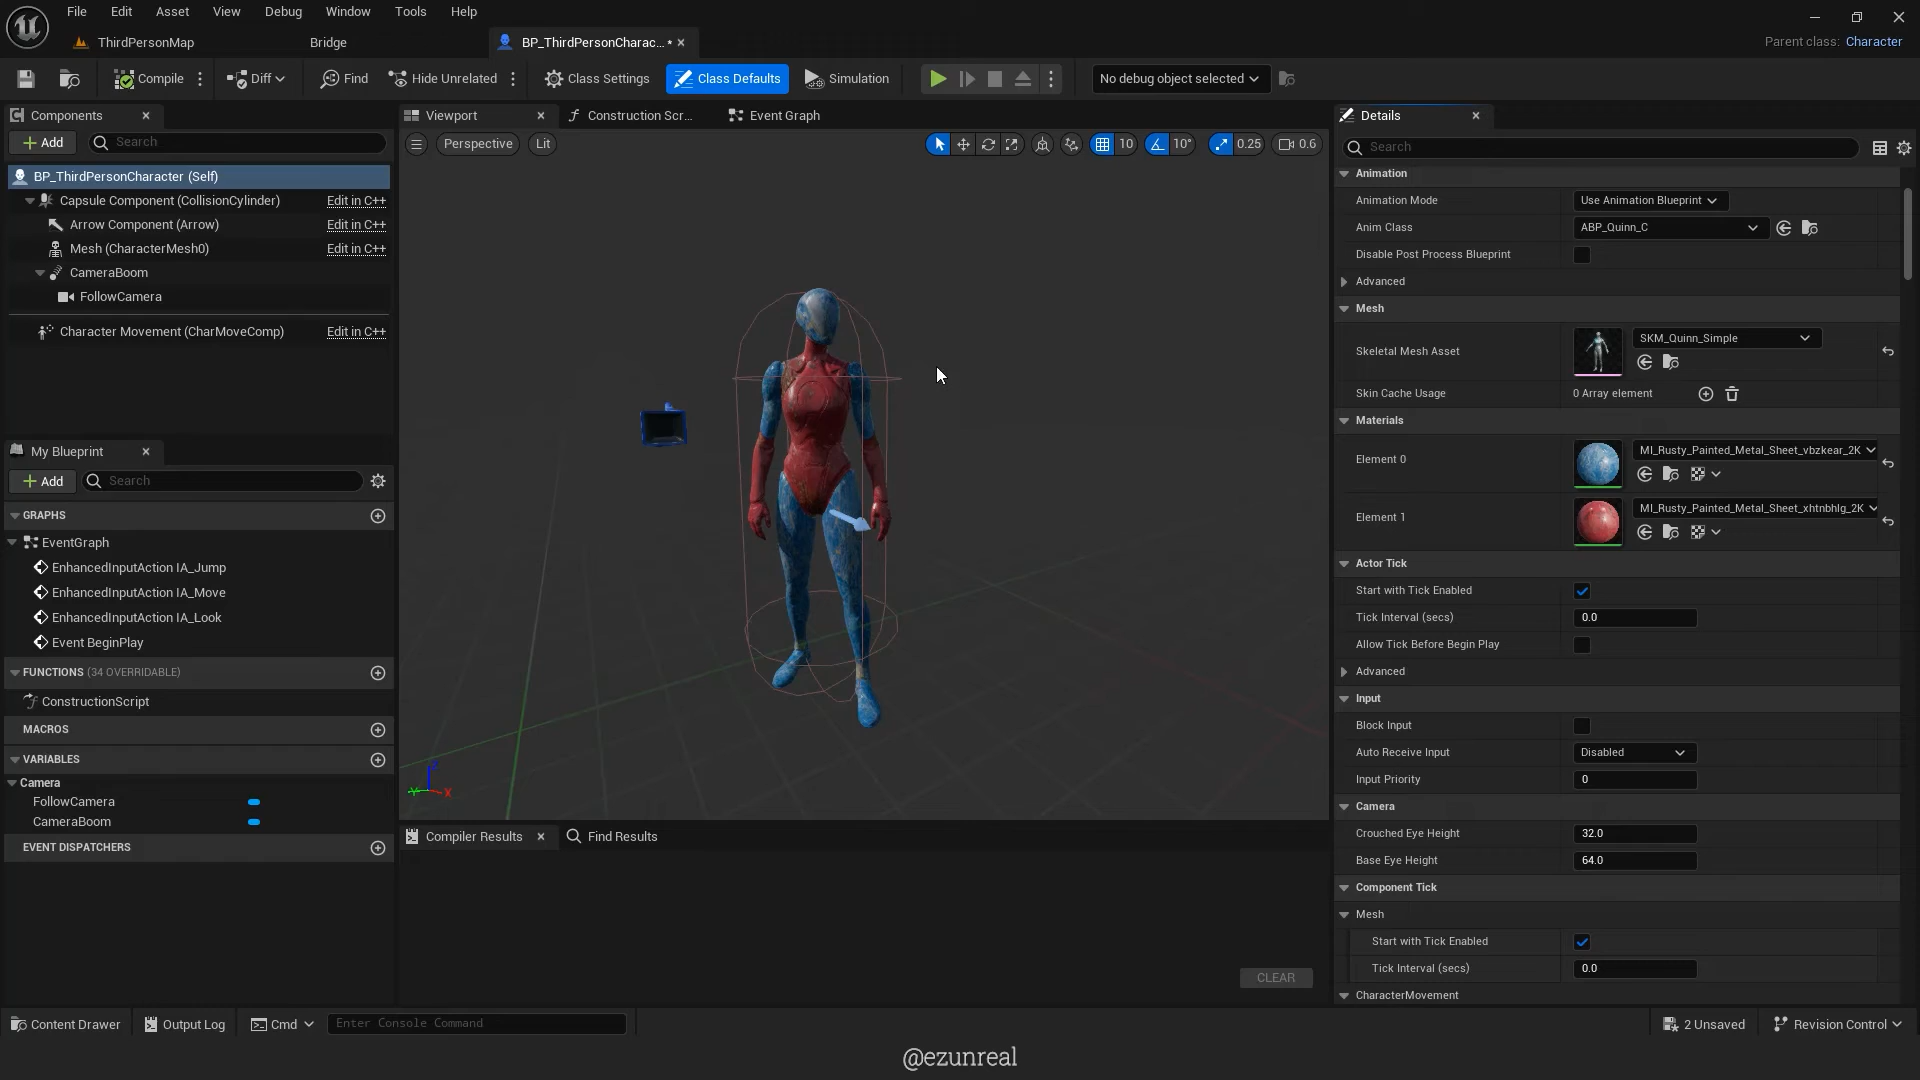 File Edit Asset View Debug Window Tools Help
ThirdPersonMap Bridge BP_ThirdPersonCharac... •
Parent class: Character
Compile Diff Find Hide Unrelated Class Settings Class Defaults Simulation No debug object selected
Components
Add Search
BP_ThirdPersonCharacter (Self)
Capsule Component (CollisionCylinder) Edit in C++
Arrow Component (Arrow) Edit in C++
Mesh (CharacterMesh0) Edit in C++
CameraBoom
FollowCamera
Character Movement (CharMoveComp) Edit in C++
My Blueprint
Add Search
GRAPHS
EventGraph
EnhancedInputAction IA_Jump
EnhancedInputAction IA_Move
EnhancedInputAction IA_Look
Event BeginPlay
FUNCTIONS (34 OVERRIDABLE)
ConstructionScript
MACROS
VARIABLES
Camera
FollowCamera
CameraBoom
EVENT DISPATCHERS
Viewport Construction Scr... Event Graph
Perspective Lit 10 10° 0.25 0.6
Z
Y X
Compiler Results Find Results
CLEAR
Details
Search
Animation
Animation Mode Use Animation Blueprint
Anim Class ABP_Quinn_C
Disable Post Process Blueprint
Advanced
Mesh
Skeletal Mesh Asset SKM_Quinn_Simple
Skin Cache Usage 0 Array element
Materials
Element 0 MI_Rusty_Painted_Metal_Sheet_vbzkear_2K
Element 1 MI_Rusty_Painted_Metal_Sheet_xhtnbhlg_2K
Actor Tick
Start with Tick Enabled
Tick Interval (secs) 0.0
Allow Tick Before Begin Play
Advanced
Input
Block Input
Auto Receive Input Disabled
Input Priority 0
Camera
Crouched Eye Height 32.0
Base Eye Height 64.0
Component Tick
Mesh
Start with Tick Enabled
Tick Interval (secs) 0.0
CharacterMovement
Content Drawer Output Log Cmd Enter Console Command 2 Unsaved Revision Control
@ezunreal